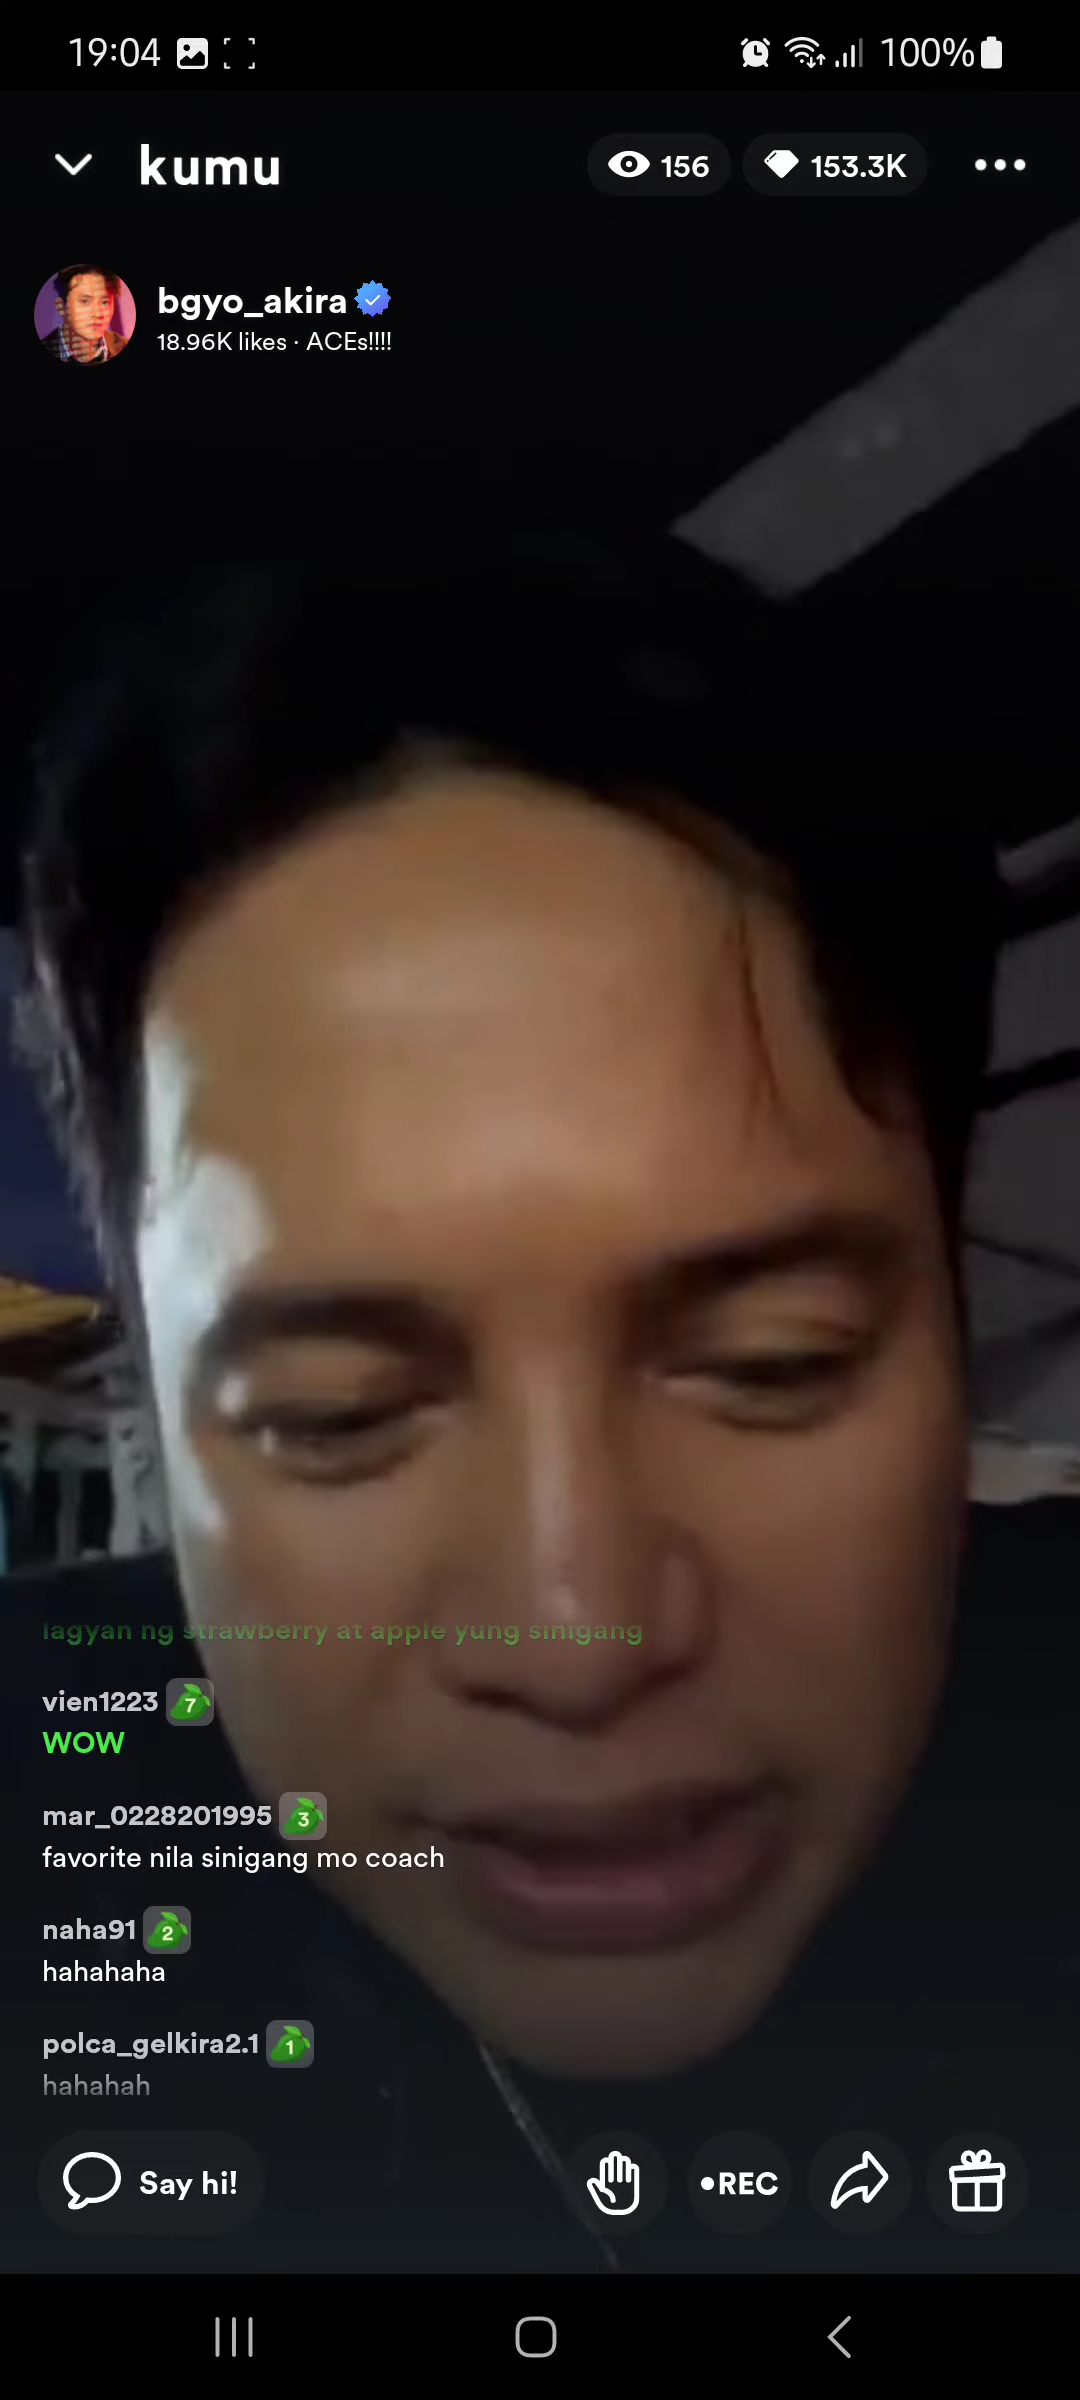 19:04
100%
kumu
156
153.3K
bgyo_akira
18.96K likes · ACEs!!!!
lagyan ng strawberry at apple yung sinigang
vien1223 7
WOW
mar_0228201995 3
favorite nila sinigang mo coach
naha91 2
hahahaha
polca_gelkira2.1 1
hahahah
Say hi!
•REC